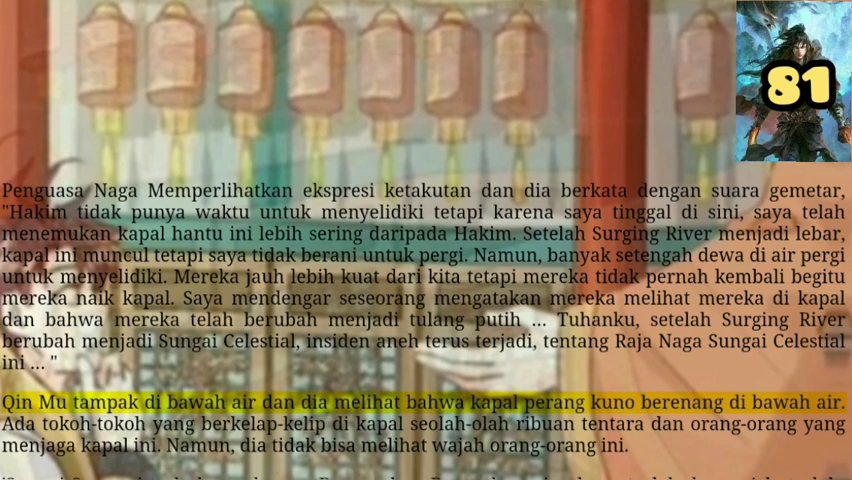 81
Penguasa Naga Memperlihatkan ekspresi ketakutan dan dia berkata dengan suara gemetar,
"Hakim tidak punya waktu untuk menyelidiki tetapi karena saya tinggal di sini, saya telah
menemukan kapal hantu ini lebih sering daripada Hakim. Setelah Surging River menjadi lebar,
kapal ini muncul tetapi saya tidak berani untuk pergi. Namun, banyak setengah dewa di air pergi
untuk menyelidiki. Mereka jauh lebih kuat dari kita tetapi mereka tidak pernah kembali begitu
mereka naik kapal. Saya mendengar seseorang mengatakan mereka melihat mereka di kapal
dan bahwa mereka telah berubah menjadi tulang putih ... Tuhanku, setelah Surging River
berubah menjadi Sungai Celestial, insiden aneh terus terjadi, tentang Raja Naga Sungai Celestial
ini ... "
Qin Mu tampak di bawah air dan dia melihat bahwa kapal perang kuno berenang di bawah air.
Ada tokoh-tokoh yang berkelap-kelip di kapal seolah-olah ribuan tentara dan orang-orang yang
menjaga kapal ini. Namun, dia tidak bisa melihat wajah orang-orang ini.